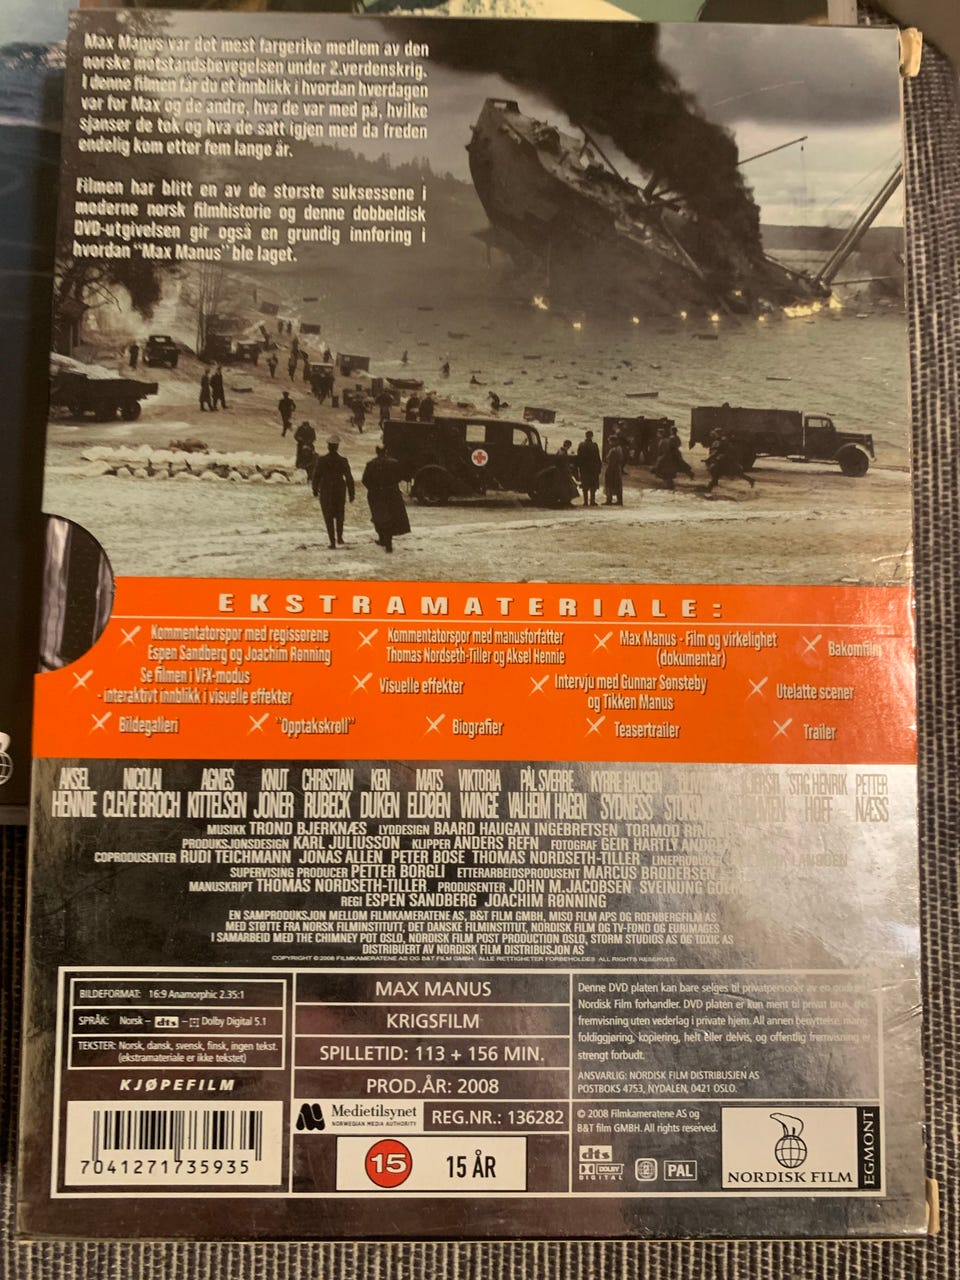 Max Manus var det mest fargerike medlem av den
norske motstandsbevegelsen under 2.verdenskrig.
I denne filmen får du et innblikk i hvordan hverdagen
var for Max og de andre, hva de var med på, hvilke
sjanser de tok og hva de satt igjen med da freden
endelig kom etter fem lange år.
Filmen har blitt en av de største suksessene i
moderne norsk filmhistorie og denne dobbeldisk
DVD-utgivelsen gir også en grundig innføring i
hvordan "Max Manus" ble laget.
EKSTRAMATERIALE:
Kommentatorspor med regissørene
Espen Sandberg og Joachim Rønning
Kommentatorspor med manusforfatter
Thomas Nordseth-Tiller og Aksel Hennie
Max Manus - Film og virkelighet
(dokumentar)
Bakomfilm
Se filmen i VFX-modus
- interaktivt innblikk i visuelle effekter
Visuelle effekter
Intervju med Gunnar Sønsteby
og Tikken Manus
Utelatte scener
Bildegalleri
"Opptakskrøll"
Biografier
Teasertrailer
Trailer
AKSEL HENNIE NICOLAI CLEVE BROCH AGNES KITTELSEN KNUT JONER CHRISTIAN RUBECK KEN DUKEN MATS ELDØEN VIKTORIA WINGE PÅL SVERRE VALHEIM HAGEN KYRRE HAUGEN SYDNESS STIG HENRIK HOFF PETTER NÆSS
MUSIKK TROND BJERKNÆS LYDDESIGN BAARD HAUGAN INGEBRETSEN TORMOD
PRODUKSJONSDESIGN KARL JULIUSSON KLIPPER ANDERS REFN FOTOGRAF GEIR HARTLY
COPRODUSENTER RUDI TEICHMANN JONAS ALLEN PETER BOSE THOMAS NORDSETH-TILLER LINEPRODUCER
SUPERVISING PRODUCER PETTER BORGLI ETTERARBEIDSPRODUSENT MARCUS BRODERSEN
MANUSKRIPT THOMAS NORDSETH-TILLER PRODUSENTER JOHN M.JACOBSEN SVEINUNG
REGI ESPEN SANDBERG JOACHIM RØNNING
EN SAMPRODUKSJON MELLOM FILMKAMERATENE AS, B&T FILM GMBH, MISO FILM APS OG ROENBERGFILM AS
MED STØTTE FRA NORSK FILMINSTITUTT, DET DANSKE FILMINSTITUT, NORDISK FILM OG TV-FOND OG EURIMAGES
I SAMARBEID MED THE CHIMNEY POT OSLO, NORDISK FILM POST PRODUCTION OSLO, STORM STUDIOS AS OG TOXIC AS
DISTRIBUERT AV NORDISK FILM DISTRIBUSJON AS
COPYRIGHT ©2008 FILMKAMERATENE AS OG B&T FILM GMBH. ALLE RETTIGHETER FORBEHOLDES ALL RIGHTS RESERVED.
BILDEFORMAT: 16:9 Anamorphic 2.35:1
SPRÅK: Norsk – dts – Dolby Digital 5.1
TEKSTER: Norsk, dansk, svensk, finsk, ingen tekst.
(ekstramateriale er ikke tekstet)
KJØPEFILM
7041271735935
MAX MANUS
KRIGSFILM
SPILLETID: 113 + 156 MIN.
PROD.ÅR: 2008
Medietilsynet
NORWEGIAN MEDIA AUTHORITY
REG.NR.: 136282
15
15 ÅR
Denne DVD platen kan bare selges til privatpersoner av en
Nordisk Film forhandler. DVD platen er kun ment til privat bruk,
fremvisning uten vederlag i private hjem. All annen benyttelse,
foldiggjøring, kopiering, helt eller delvis, og offentlig fremvisning er
strengt forbudt.
ANSVARLIG: NORDISK FILM DISTRIBUSJEN AS
POSTBOKS 4753, NYDALEN, 0421 OSLO.
© 2008 Filmkameratene AS og
B&T film GMBH. All rights reserved.
dts
DOLBY
DIGITAL
2
PAL
NORDISK FILM
EGMONT